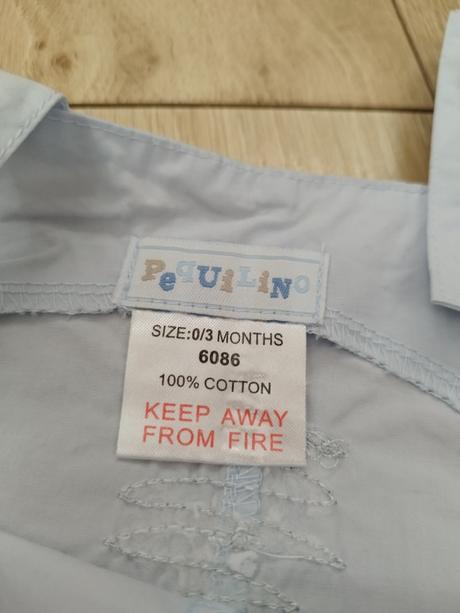 PeQUiLiNO
SIZE:0/3 MONTHS
6086
100% COTTON
KEEP AWAY
FROM FIRE